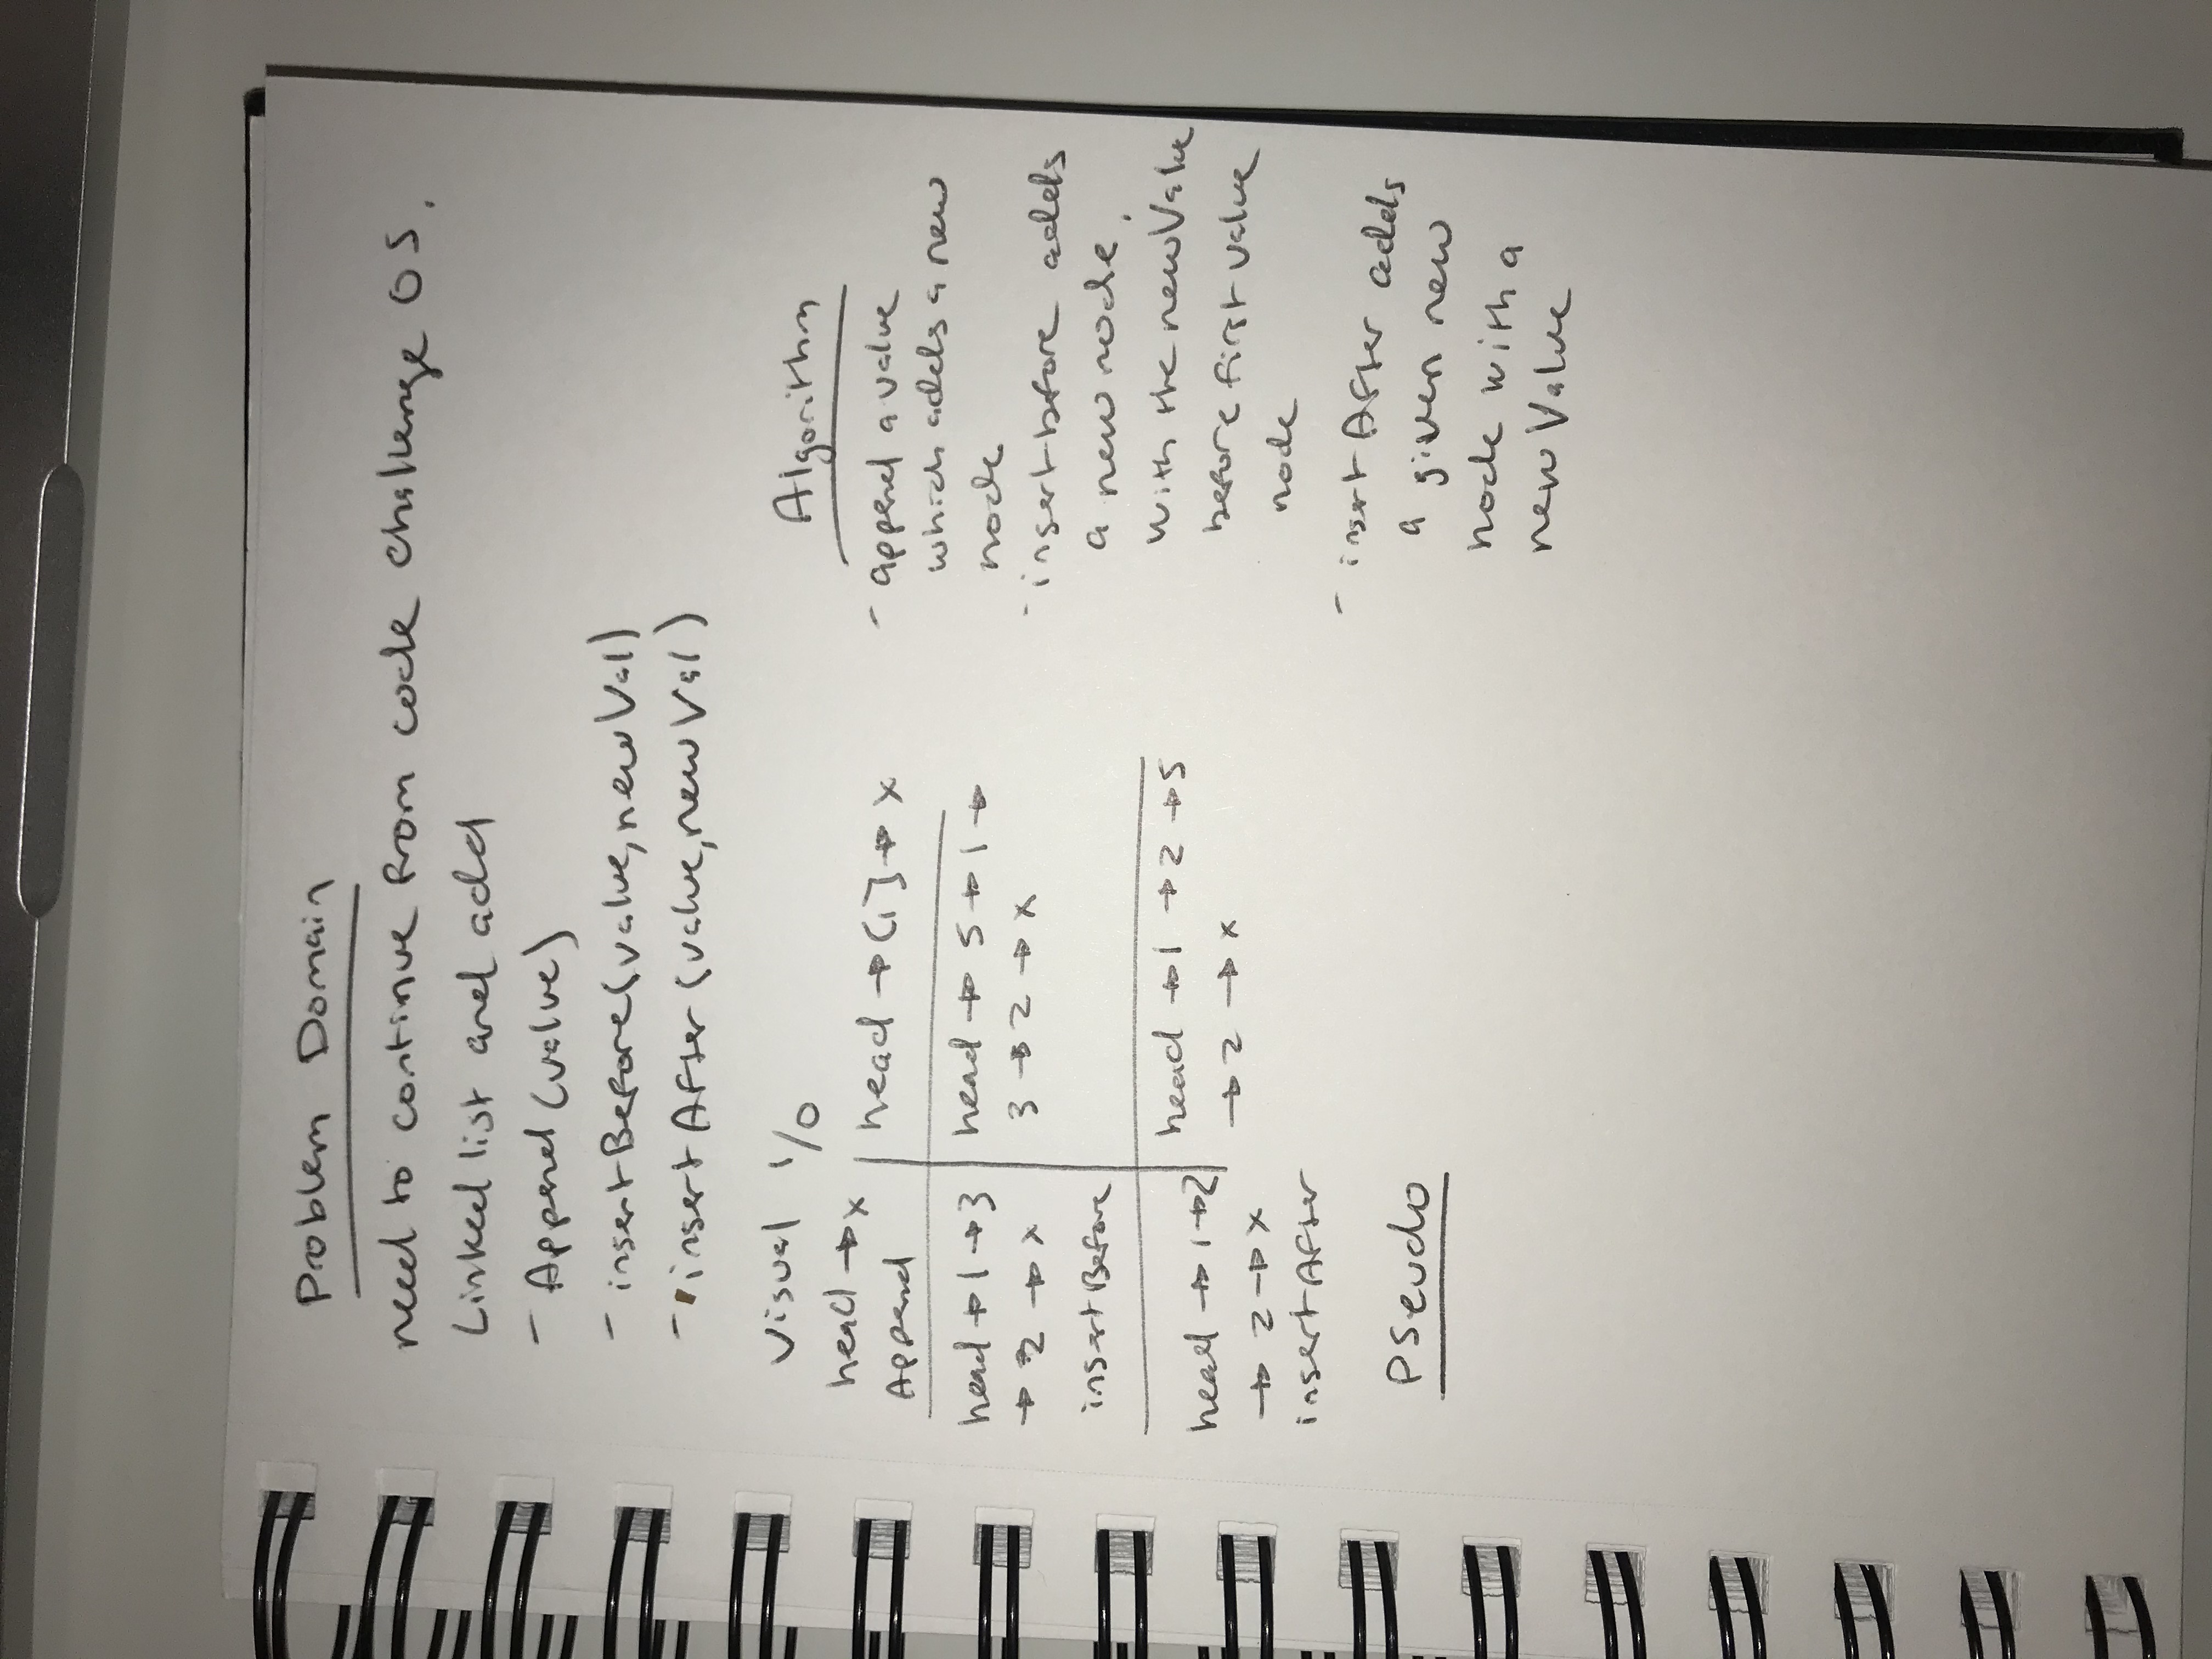 Problem Domain
need to continue from code challenge 05.
Linked list and add
- Append (value)
- insertBefore(value, newVal)
- insertAfter (value, newVal)
Visual I/O
head → x
Append
head → [1] → x
head → 1 → 3
→ 2 → x
insertBefore
head → 5 → 1 →
3 → 2 → x
head → 1 → 2
→ 2 → x
insertAfter
head → 1 → 2 → 5
→ 2 → x
Pseudo
Algorithm
- append a value
which adds a new
node
- insertbefore adds
a new node,
with the newValue
before first value
node
- insertAfter adds
a given new
node with a
newValue